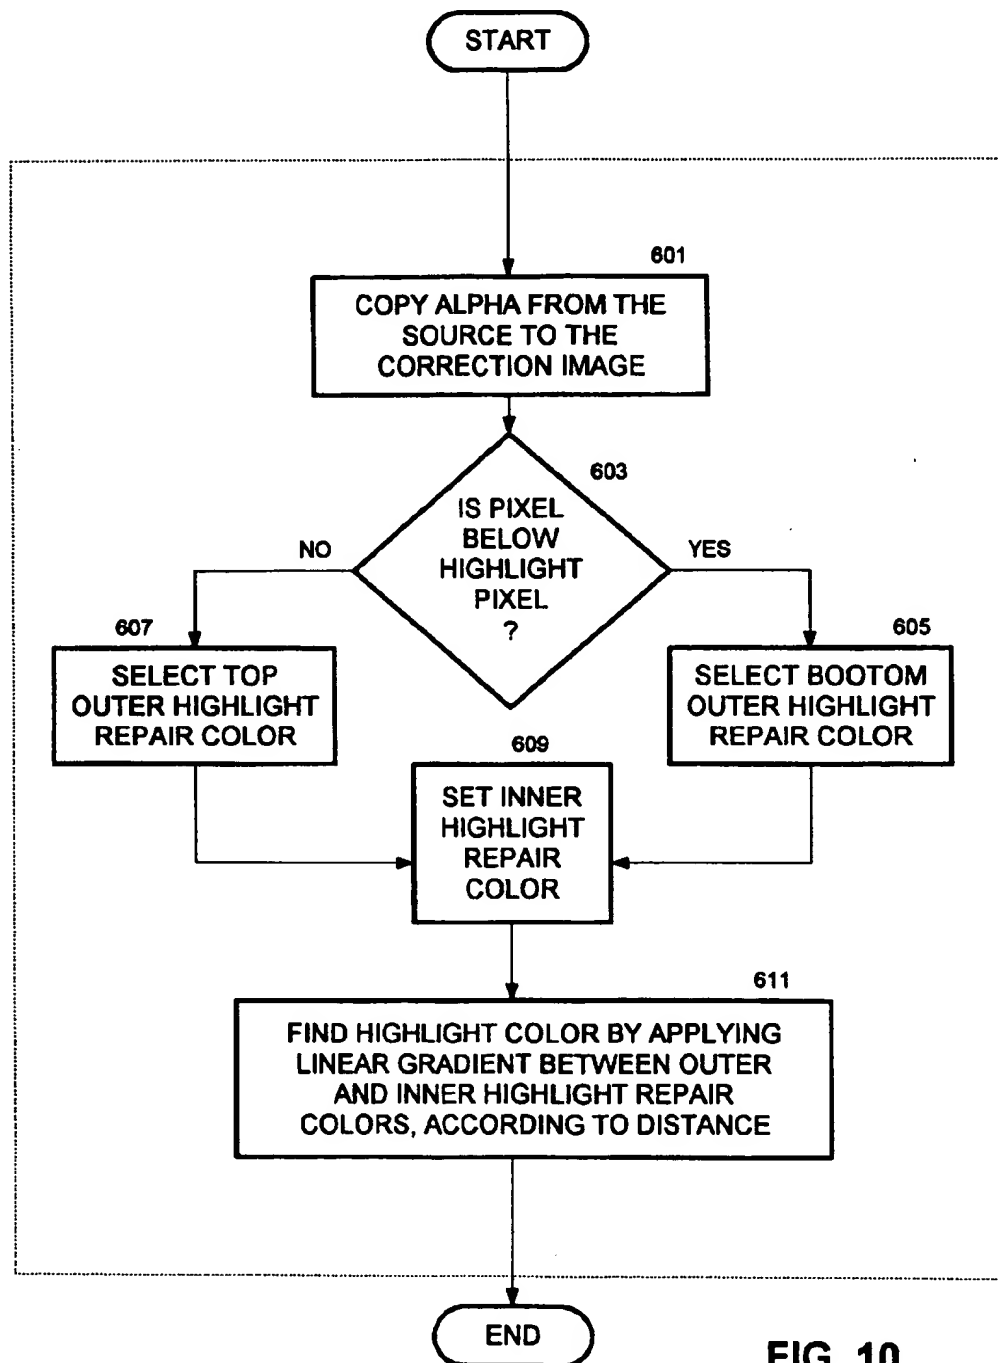 START
601
COPY ALPHA FROM THE
SOURCE TO THE
CORRECTION IMAGE
603
IS PIXEL
BELOW
HIGHLIGHT
PIXEL
?
NO
YES
607
SELECT TOP
OUTER HIGHLIGHT
REPAIR COLOR
605
SELECT BOOTOM
OUTER HIGHLIGHT
REPAIR COLOR
609
SET INNER
HIGHLIGHT
REPAIR
COLOR
611
FIND HIGHLIGHT COLOR BY APPLYING
LINEAR GRADIENT BETWEEN OUTER
AND INNER HIGHLIGHT REPAIR
COLORS, ACCORDING TO DISTANCE
END
FIG. 10